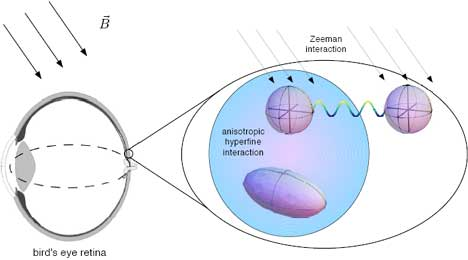 B⃗
Zeeman
interaction
anisotropic
hyperfine
interaction
bird's eye retina